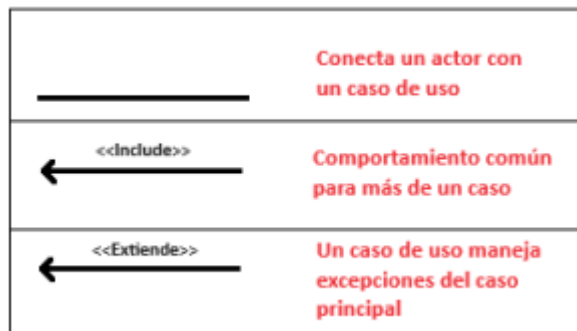 Conecta un actor con
un caso de uso
<<Include>>
Comportamiento común
para más de un caso
<<Extiende>>
Un caso de uso maneja
excepciones del caso
principal